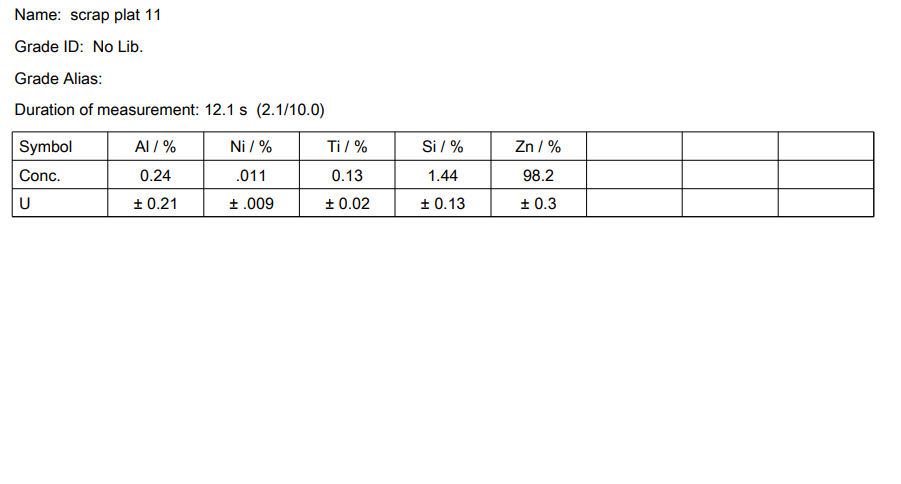 Name: scrap plat 11
Grade ID: No Lib.
Grade Alias:
Duration of measurement: 12.1 s (2.1/10.0)
Symbol Al / % Ni / % Ti / % Si / % Zn / %
Conc. 0.24 .011 0.13 1.44 98.2
U ± 0.21 ± .009 ± 0.02 ± 0.13 ± 0.3